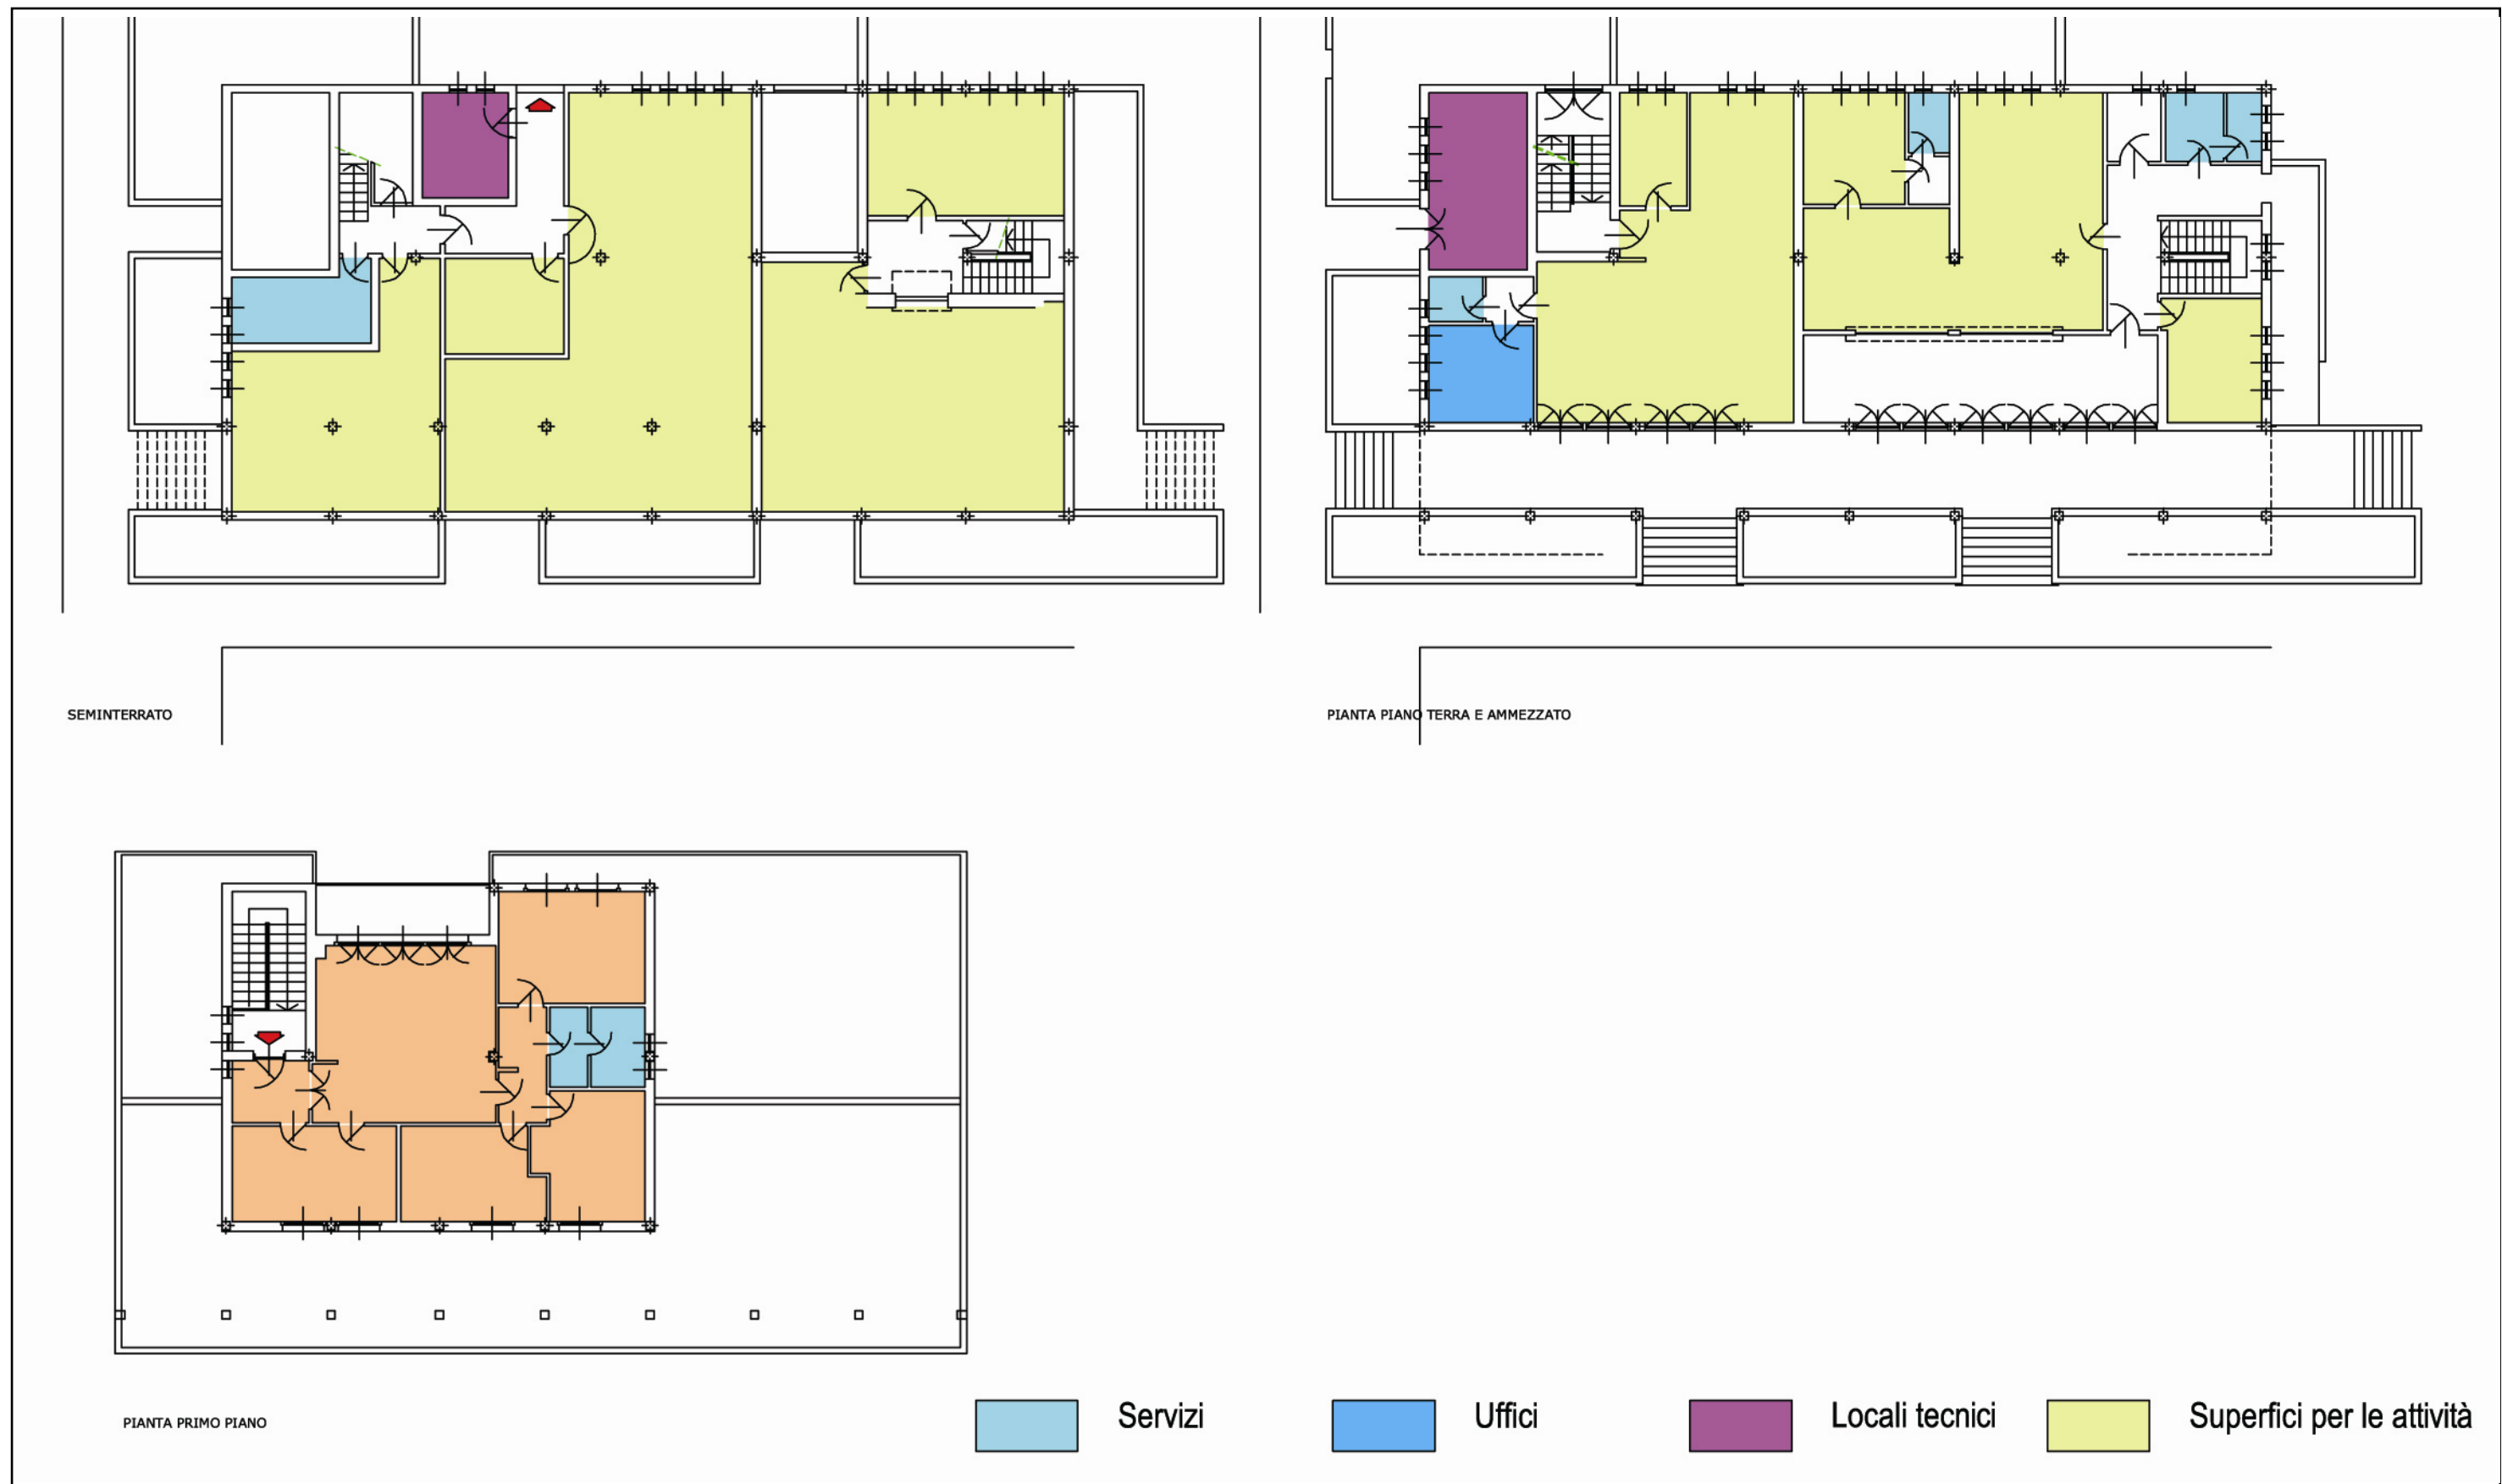 SEMINTERRATO
PIANTA PIANO TERRA E AMMEZZATO
PIANTA PRIMO PIANO
Servizi
Uffici
Locali tecnici
Superfici per le attività